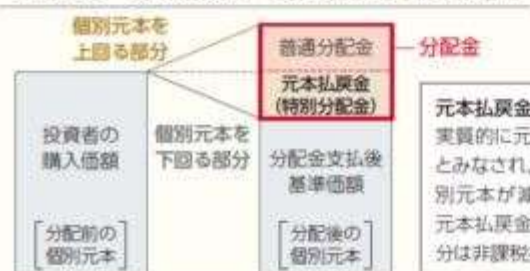 個別元本を
上回る部分
普通分配金
分配金
元本払戻金
(特別分配金)
投資者の
購入価額
個別元本を
下回る部分
分配金支払後
基準価額
分配前の
個別元本
分配後の
個別元本
元本払戻金
実質的に元
とみなされ、
別元本が減
元本払戻金
分は非課税